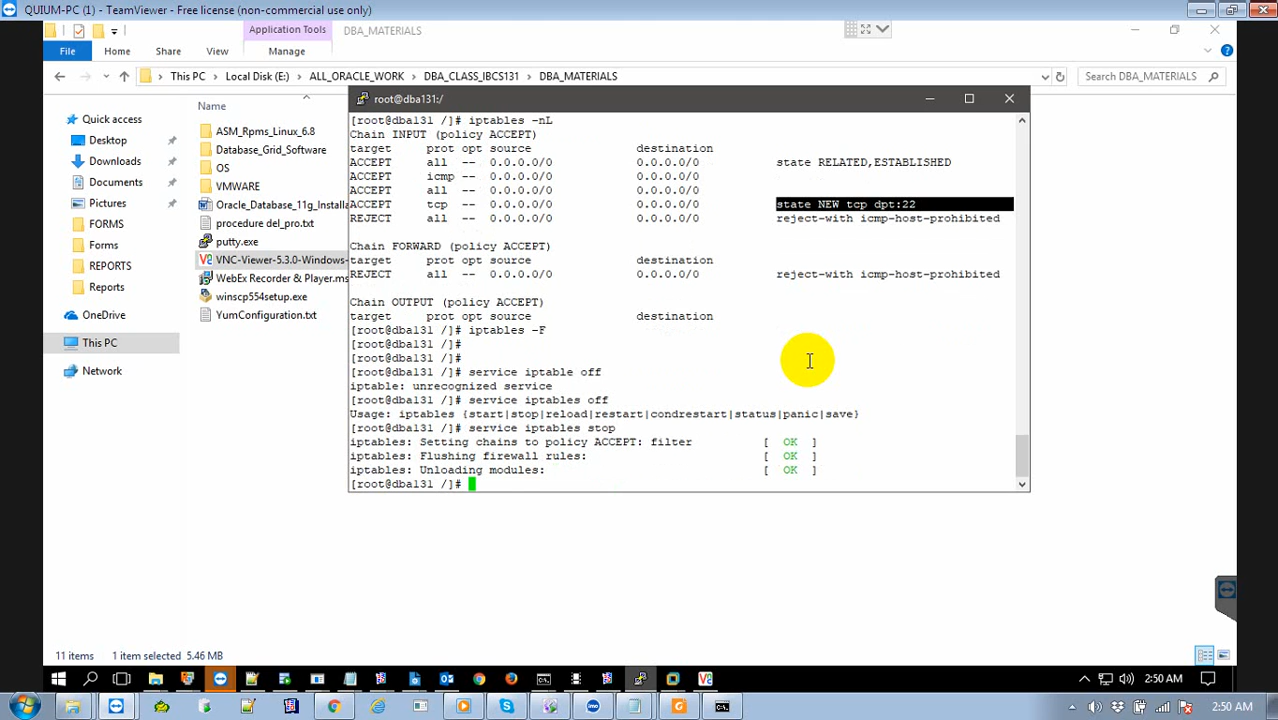 QUIUM-PC (1) - TeamViewer - Free license (non-commercial use only)
Application Tools
DBA_MATERIALS
File
Home
Share
View
Manage
This PC
Local Disk (E:)
ALL_ORACLE_WORK
DBA_CLASS_IBCS131
DBA_MATERIALS
Search DBA_MATERIALS
Quick access
Desktop
Downloads
Documents
Pictures
FORMS
Forms
REPORTS
Reports
OneDrive
This PC
Network
Name
ASM_Rpms_Linux_6.8
Database_Grid_Software
OS
VMWARE
Oracle_Database_11g_Installa
procedure del_pro.txt
putty.exe
VNC-Viewer-5.3.0-Windows-
WebEx Recorder & Player.ms
winscp554setup.exe
YumConfiguration.txt
root@dba131:/
[root@dba131 /]# iptables -nL
Chain INPUT (policy ACCEPT)
target prot opt source destination
ACCEPT all -- 0.0.0.0/0 0.0.0.0/0 state RELATED,ESTABLISHED
ACCEPT icmp -- 0.0.0.0/0 0.0.0.0/0
ACCEPT all -- 0.0.0.0/0 0.0.0.0/0
ACCEPT tcp -- 0.0.0.0/0 0.0.0.0/0 state NEW tcp dpt:22
REJECT all -- 0.0.0.0/0 0.0.0.0/0 reject-with icmp-host-prohibited
Chain FORWARD (policy ACCEPT)
target prot opt source destination
REJECT all -- 0.0.0.0/0 0.0.0.0/0 reject-with icmp-host-prohibited
Chain OUTPUT (policy ACCEPT)
target prot opt source destination
[root@dba131 /]# iptables -F
[root@dba131 /]#
[root@dba131 /]#
[root@dba131 /]# service iptable off
iptable: unrecognized service
[root@dba131 /]# service iptables off
Usage: iptables {start|stop|reload|restart|condrestart|status|panic|save}
[root@dba131 /]# service iptables stop
iptables: Setting chains to policy ACCEPT: filter [ OK ]
iptables: Flushing firewall rules: [ OK ]
iptables: Unloading modules: [ OK ]
[root@dba131 /]#
11 items
1 item selected 5.46 MB
2:50 AM
2:50 AM